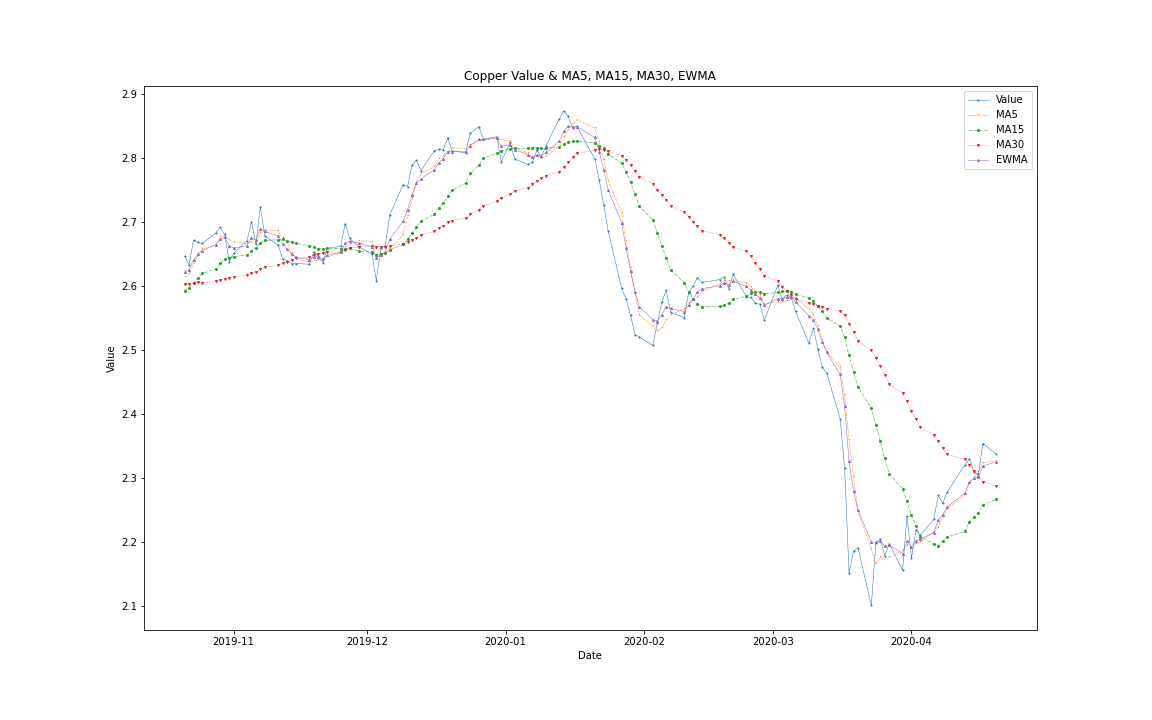 Copper Value & MA5, MA15, MA30, EWMA
Value
MA5
MA15
MA30
EWMA
2.9
2.8
2.7
2.6
2.5
2.4
2.3
2.2
2.1
Value
2019-11
2019-12
2020-01
2020-02
2020-03
2020-04
Date